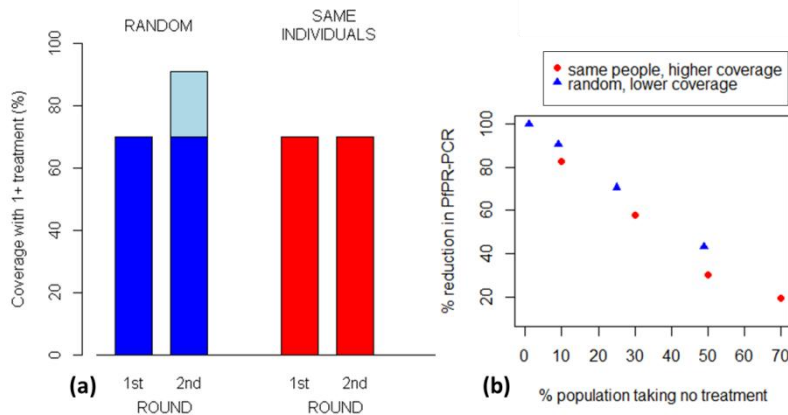 RANDOM
SAME
INDIVIDUALS
Coverage with 1+ treatment (%)
100
80
60
40
20
0
1st 2nd 1st 2nd
ROUND ROUND
(a)
same people, higher coverage
random, lower coverage
% reduction in PfPR-PCR
100
80
60
40
20
0 10 20 30 40 50 60 70
% population taking no treatment
(b)